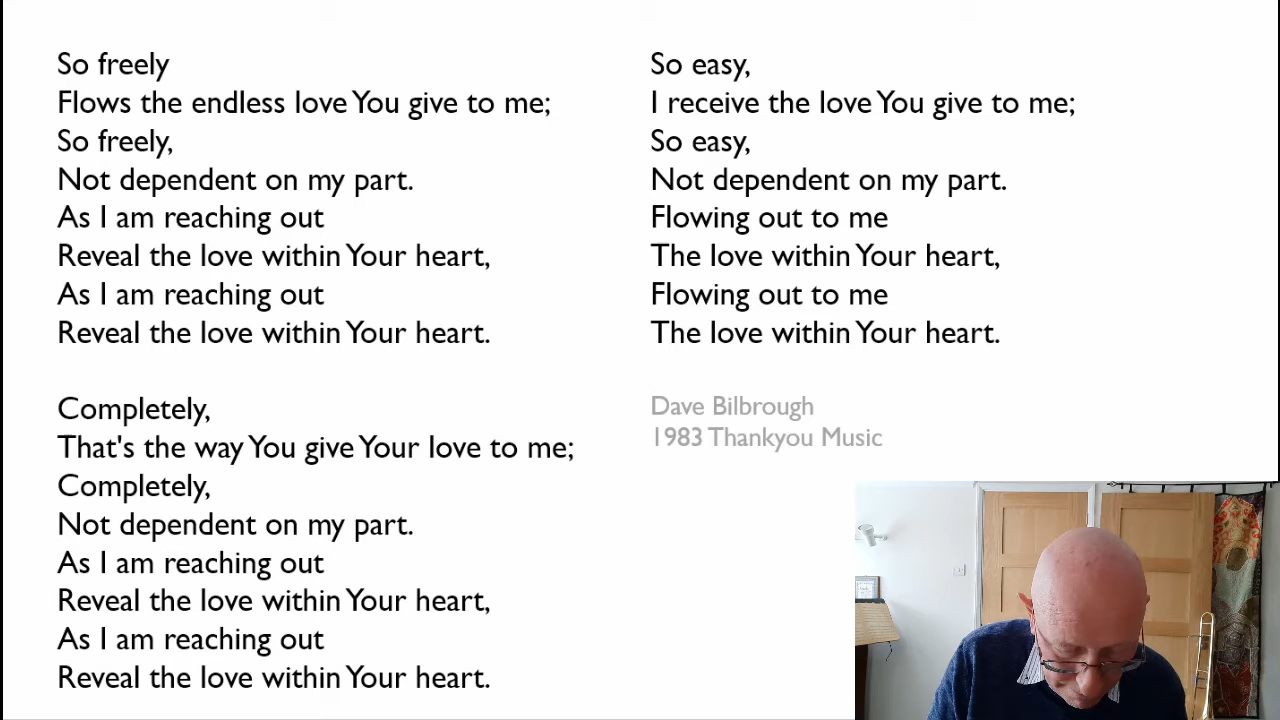 So freely
Flows the endless love You give to me;
So freely,
Not dependent on my part.
As I am reaching out
Reveal the love within Your heart,
As I am reaching out
Reveal the love within Your heart.
Completely,
That's the way You give Your love to me;
Completely,
Not dependent on my part.
As I am reaching out
Reveal the love within Your heart,
As I am reaching out
Reveal the love within Your heart.
So easy,
I receive the love You give to me;
So easy,
Not dependent on my part.
Flowing out to me
The love within Your heart,
Flowing out to me
The love within Your heart.
Dave Bilbrough
1983 Thankyou Music